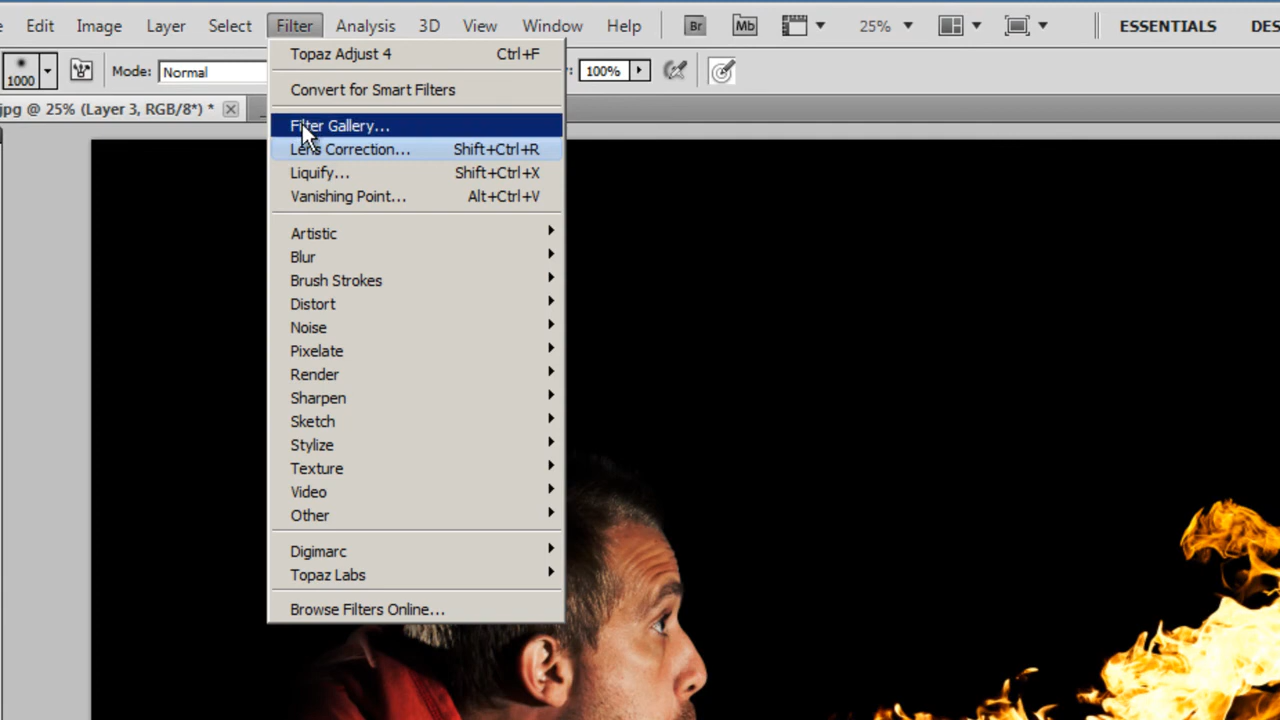 Edit Image Layer Select Filter Analysis 3D View Window Help Br Mb 25% ESSENTIALS DES
1000 Mode: Normal 100%
jpg @ 25% (Layer 3, RGB/8*) *
Topaz Adjust 4 Ctrl+F
Convert for Smart Filters
Filter Gallery...
Lens Correction... Shift+Ctrl+R
Liquify... Shift+Ctrl+X
Vanishing Point... Alt+Ctrl+V
Artistic
Blur
Brush Strokes
Distort
Noise
Pixelate
Render
Sharpen
Sketch
Stylize
Texture
Video
Other
Digimarc
Topaz Labs
Browse Filters Online...